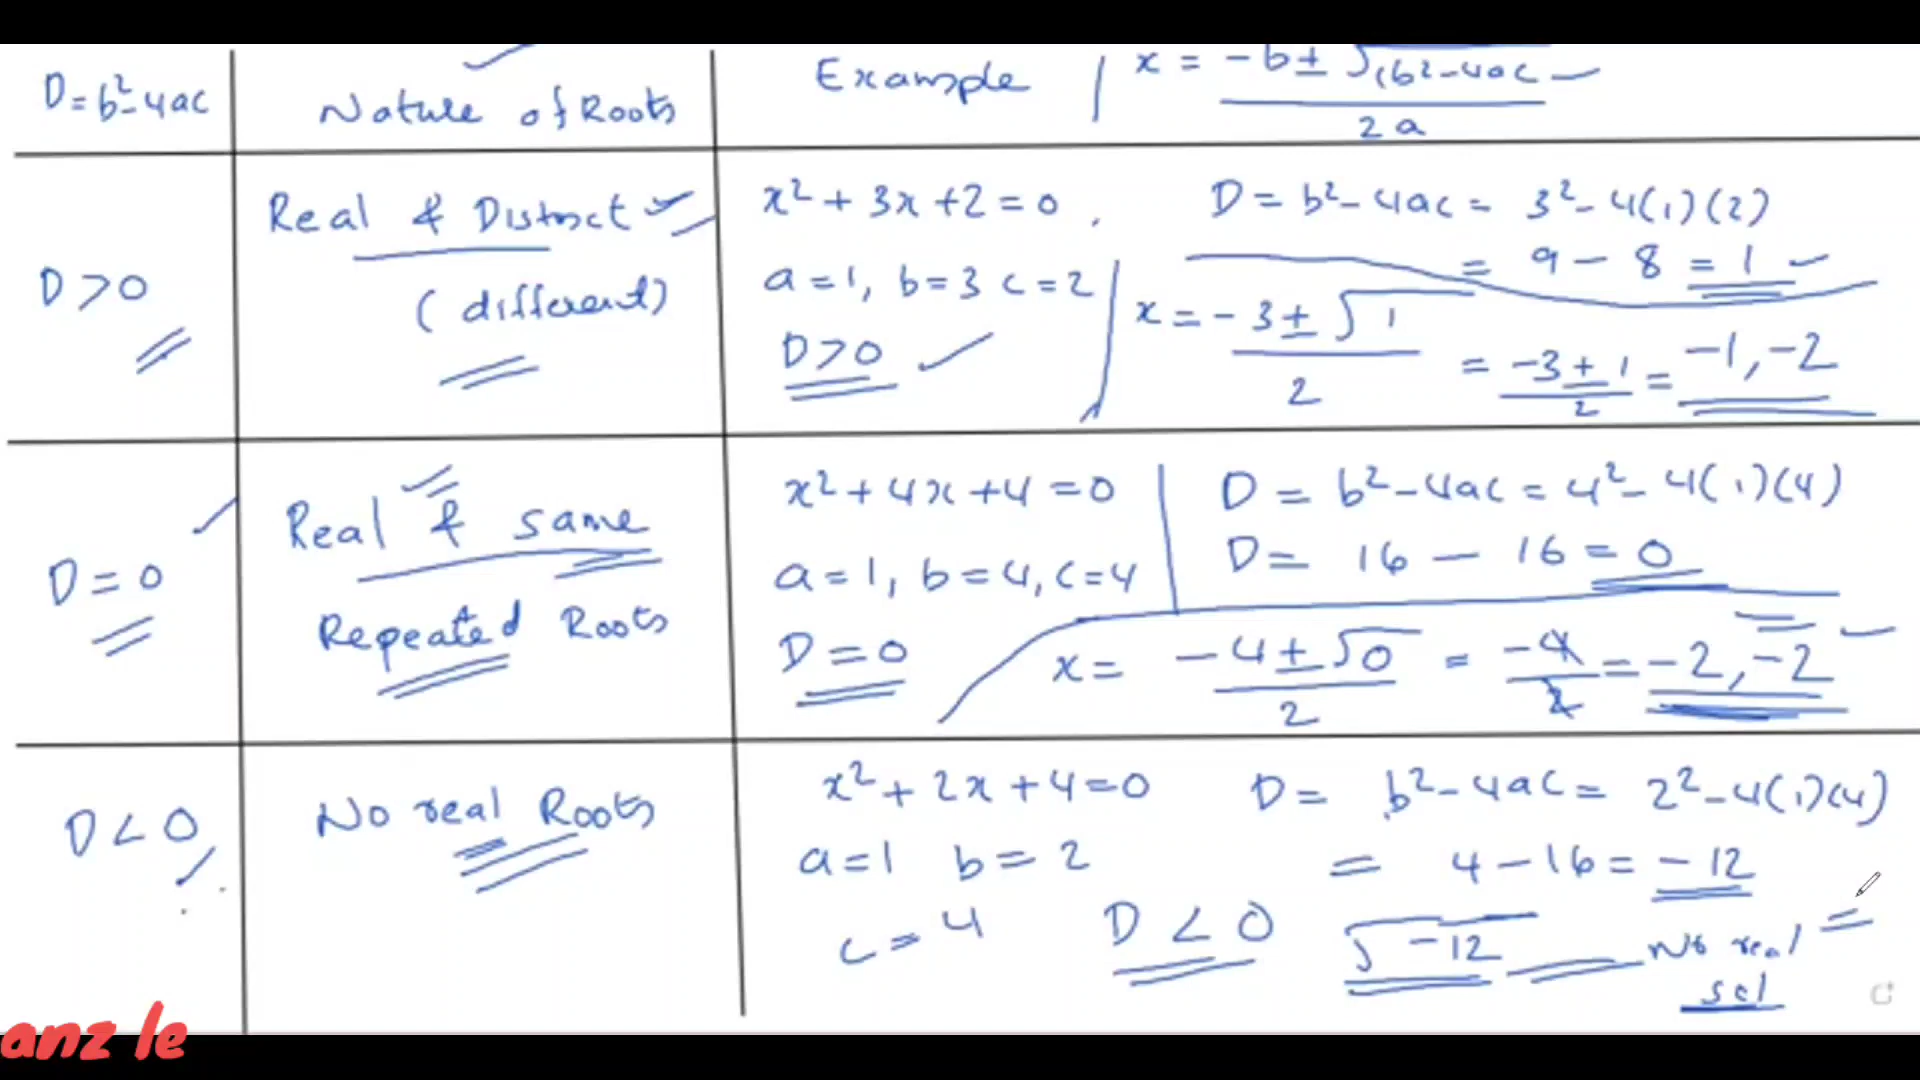 D = b² - 4ac
Nature of Roots
Example
x = -b ± √(b² - 4ac
2a
D > 0
Real & Distinct
(different)
x² + 3x + 2 = 0
a = 1, b = 3 c = 2
D > 0
D = b² - 4ac = 3² - 4(1)(2)
= 9 - 8 = 1
x = -3 ± √1
2
= -3 ± 1
2
= -1, -2
D = 0
Real & same
Repeated Roots
x² + 4x + 4 = 0
a = 1, b = 4, c = 4
D = 0
D = b² - 4ac = 4² - 4(1)(4)
D = 16 - 16 = 0
x = -4 ± √0
2
= -4
2
= -2, -2
D < 0
No real Roots
x² + 2x + 4 = 0
a = 1 b = 2
c = 4
D < 0
D = b² - 4ac = 2² - 4(1)(4)
= 4 - 16 = -12
√-12
No real
sol
anz le